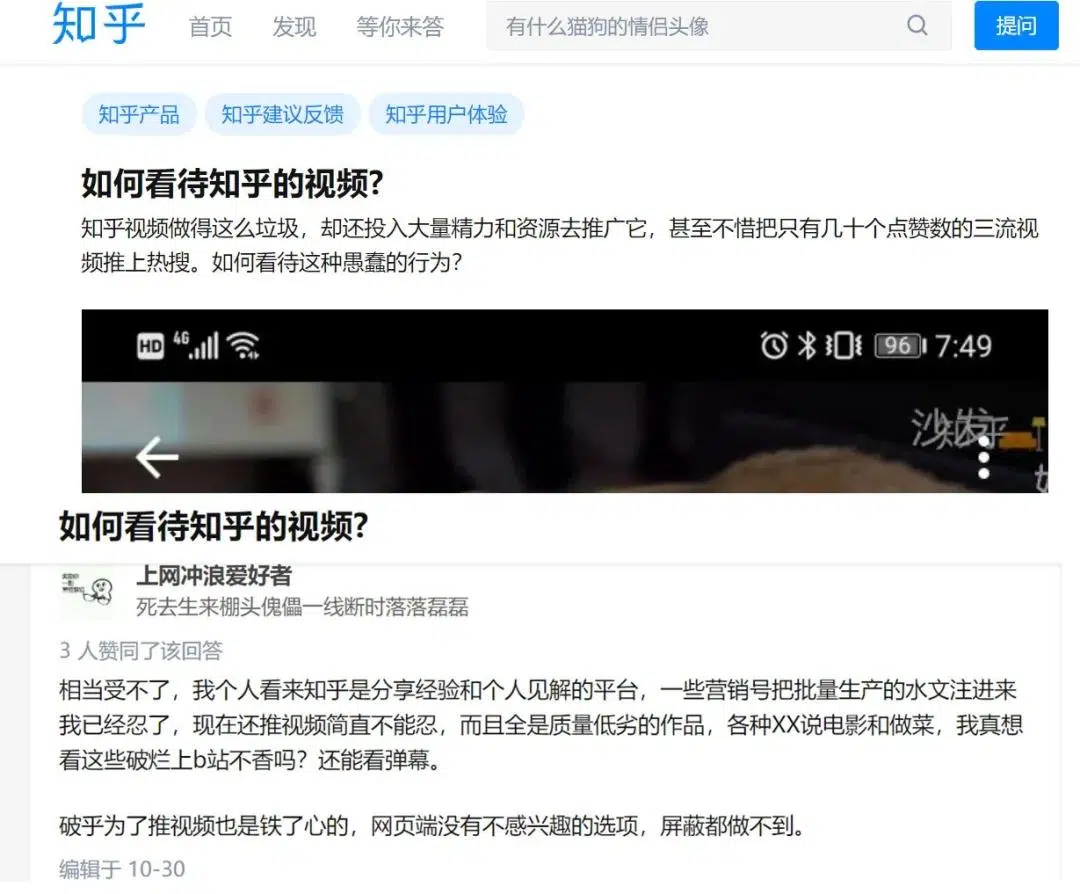 知乎 首页 发现 等你来答 有什么猫狗的情侣头像 提问
知乎产品 知乎建议反馈 知乎用户体验
如何看待知乎的视频?
知乎视频做得这么垃圾，却还投入大量精力和资源去推广它，甚至不惜把只有几十个点赞数的三流视
频推上热搜。如何看待这种愚蠢的行为?
HD 4G 96 7:49
沙发
知乎
如何看待知乎的视频?
上网冲浪爱好者
死去生来棚头傀儡一线断时落落磊磊
3 人赞同了该回答
相当受不了，我个人看来知乎是分享经验和个人见解的平台，一些营销号把批量生产的水文注进来
我已经忍了，现在还推视频简直不能忍，而且全是质量低劣的作品，各种XX说电影和做菜，我真想
看这些破烂上b站不香吗？还能看弹幕。
破乎为了推视频也是铁了心的，网页端没有不感兴趣的选项，屏蔽都做不到。
编辑于 10-30